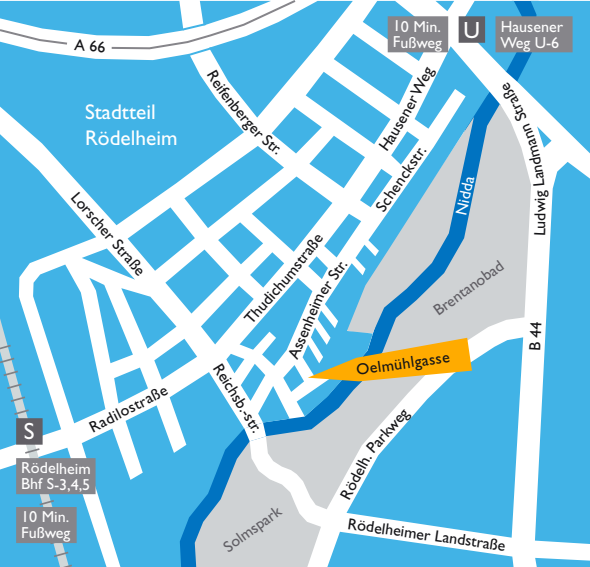 A 66
10 Min.
Fußweg
U
Hausener
Weg U-6
Reifenberger Str.
Hausener Weg
Stadtteil
Rödelheim
Ludwig Landmann Straße
Schenckstr.
Nidda
Lorscher Straße
Thudichumstraße
Assenheimer Str.
Brentanobad
B 44
Oelmühlgasse
Reichsb.-str.
Radilostraße
S
Rödelheim
Bhf S-3,4,5
10 Min.
Fußweg
Rödelh. Parkweg
Solmspark
Rödelheimer Landstraße